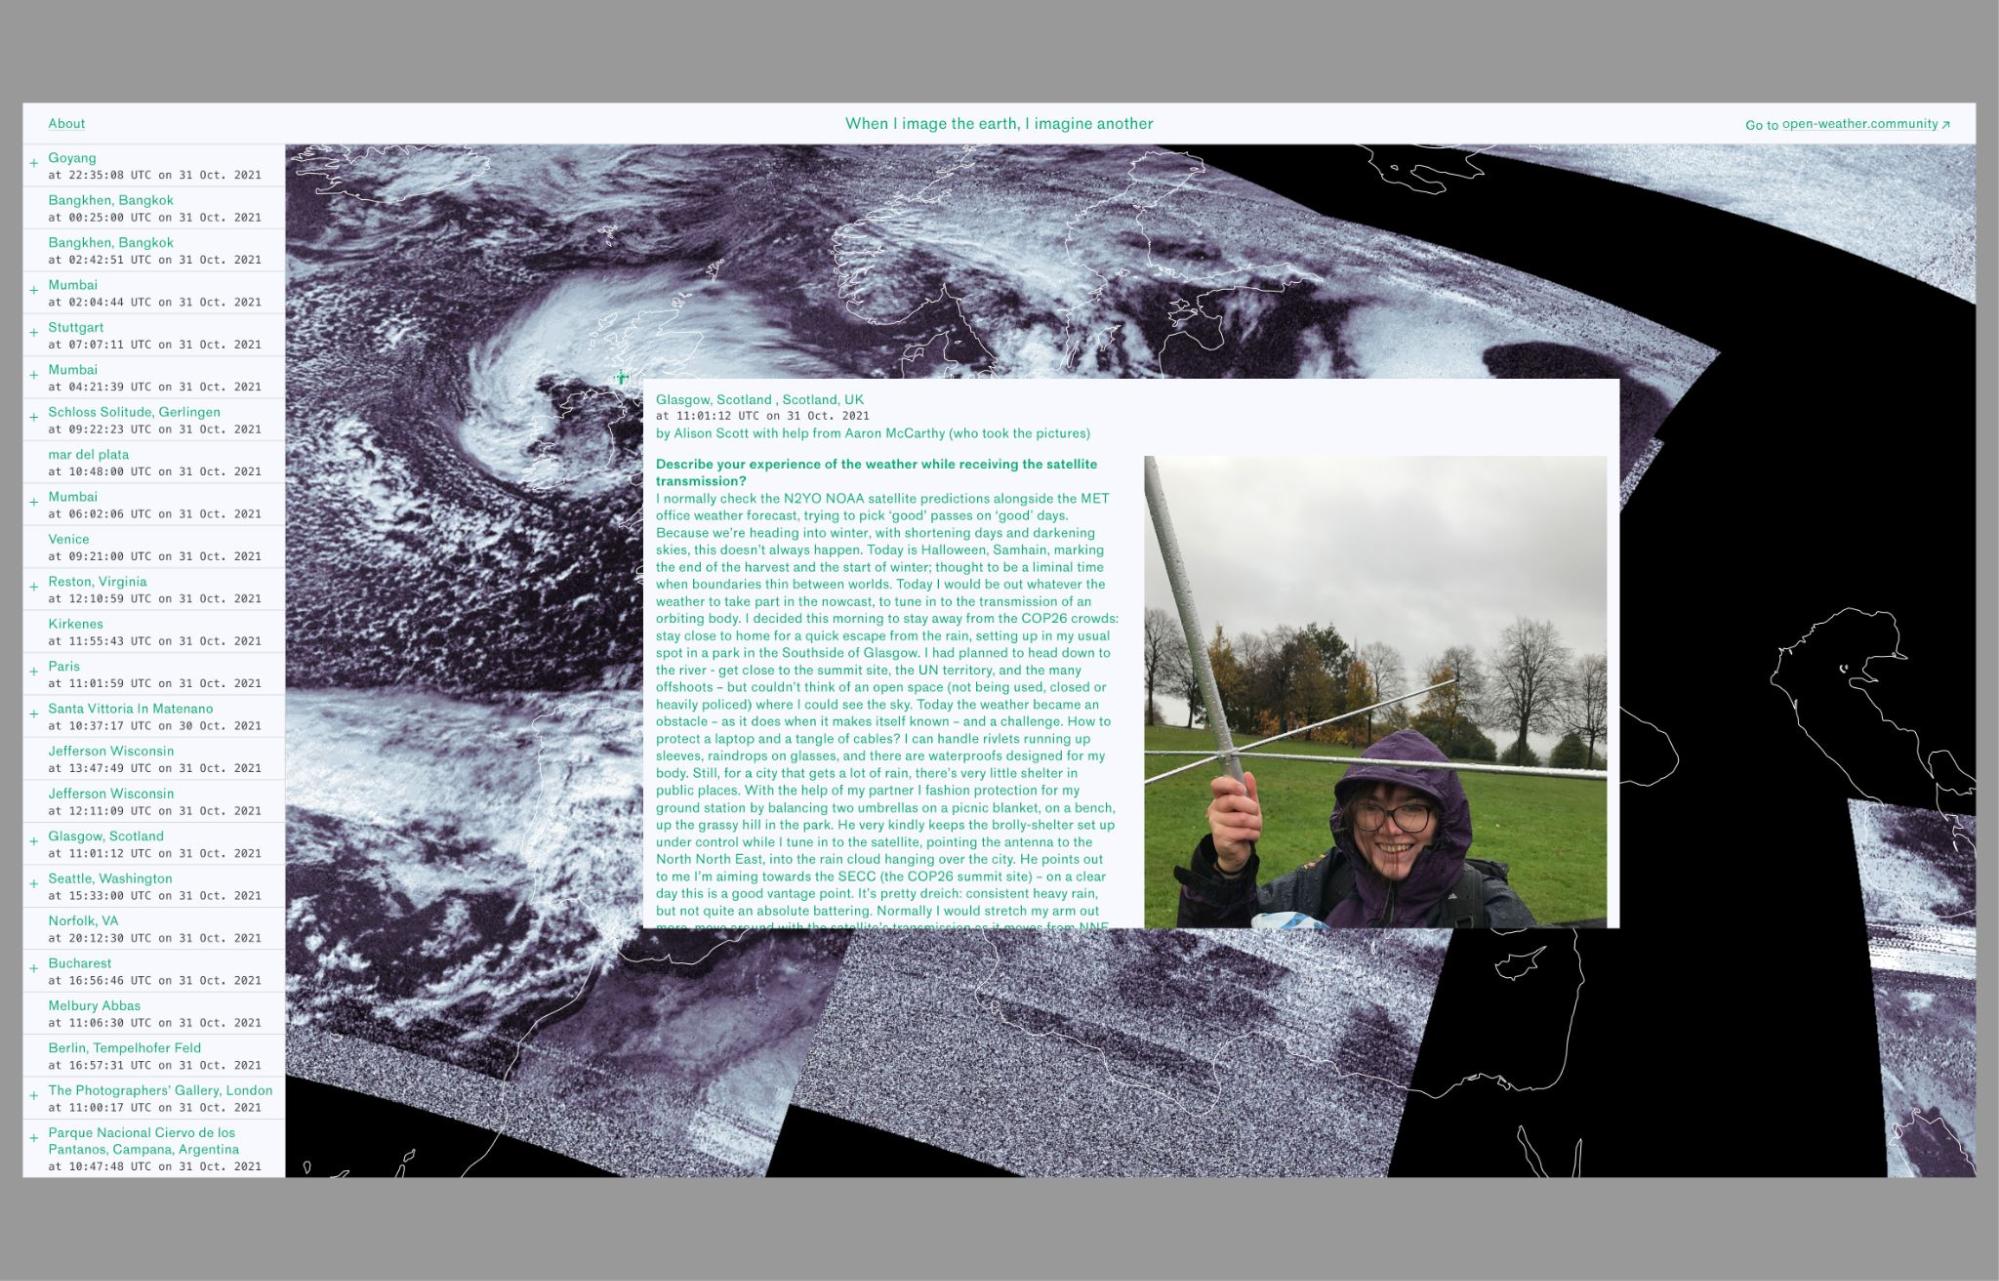 About
When I image the earth, I imagine another
Go to open-weather.community ↗
+ Goyang
at 22:35:08 UTC on 31 Oct. 2021
Bangkhen, Bangkok
at 00:25:00 UTC on 31 Oct. 2021
Bangkhen, Bangkok
at 02:42:51 UTC on 31 Oct. 2021
+ Mumbai
at 02:04:44 UTC on 31 Oct. 2021
+ Stuttgart
at 07:07:11 UTC on 31 Oct. 2021
+ Mumbai
at 04:21:39 UTC on 31 Oct. 2021
+ Schloss Solitude, Gerlingen
at 09:22:23 UTC on 31 Oct. 2021
mar del plata
at 10:48:00 UTC on 31 Oct. 2021
+ Mumbai
at 06:02:06 UTC on 31 Oct. 2021
Venice
at 09:21:00 UTC on 31 Oct. 2021
+ Reston, Virginia
at 12:10:59 UTC on 31 Oct. 2021
Kirkenes
at 11:55:43 UTC on 31 Oct. 2021
+ Paris
at 11:01:59 UTC on 31 Oct. 2021
+ Santa Vittoria In Matenano
at 10:37:17 UTC on 30 Oct. 2021
Jefferson Wisconsin
at 13:47:49 UTC on 31 Oct. 2021
Jefferson Wisconsin
at 12:11:09 UTC on 31 Oct. 2021
+ Glasgow, Scotland
at 11:01:12 UTC on 31 Oct. 2021
+ Seattle, Washington
at 15:33:00 UTC on 31 Oct. 2021
Norfolk, VA
at 20:12:30 UTC on 31 Oct. 2021
+ Bucharest
at 16:56:46 UTC on 31 Oct. 2021
Melbury Abbas
at 11:06:30 UTC on 31 Oct. 2021
Berlin, Tempelhofer Feld
at 16:57:31 UTC on 31 Oct. 2021
+ The Photographers' Gallery, London
at 11:00:17 UTC on 31 Oct. 2021
+ Parque Nacional Ciervo de los
Pantanos, Campana, Argentina
at 10:47:48 UTC on 31 Oct. 2021
Glasgow, Scotland , Scotland, UK
at 11:01:12 UTC on 31 Oct. 2021
by Alison Scott with help from Aaron McCarthy (who took the pictures)
Describe your experience of the weather while receiving the satellite
transmission?
I normally check the N2YO NOAA satellite predictions alongside the MET
office weather forecast, trying to pick ‘good’ passes on ‘good’ days.
Because we’re heading into winter, with shortening days and darkening
skies, this doesn’t always happen. Today is Halloween, Samhain, marking
the end of the harvest and the start of winter; thought to be a liminal time
when boundaries thin between worlds. Today I would be out whatever the
weather to take part in the nowcast, to tune in to the transmission of an
orbiting body. I decided this morning to stay away from the COP26 crowds:
stay close to home for a quick escape from the rain, setting up in my usual
spot in a park in the Southside of Glasgow. I had planned to head down to
the river - get close to the summit site, the UN territory, and the many
offshoots – but couldn’t think of an open space (not being used, closed or
heavily policed) where I could see the sky. Today the weather became an
obstacle – as it does when it makes itself known – and a challenge. How to
protect a laptop and a tangle of cables? I can handle rivlets running up
sleeves, raindrops on glasses, and there are waterproofs designed for my
body. Still, for a city that gets a lot of rain, there’s very little shelter in
public places. With the help of my partner I fashion protection for my
ground station by balancing two umbrellas on a picnic blanket, on a bench,
up the grassy hill in the park. He very kindly keeps the brolly-shelter set up
under control while I tune in to the satellite, pointing the antenna to the
North North East, into the rain cloud hanging over the city. He points out
to me I’m aiming towards the SECC (the COP26 summit site) – on a clear
day this is a good vantage point. It’s pretty dreich: consistent heavy rain,
but not quite an absolute battering. Normally I would stretch my arm out
more, move around with the satellite’s transmission as it moves from NNE